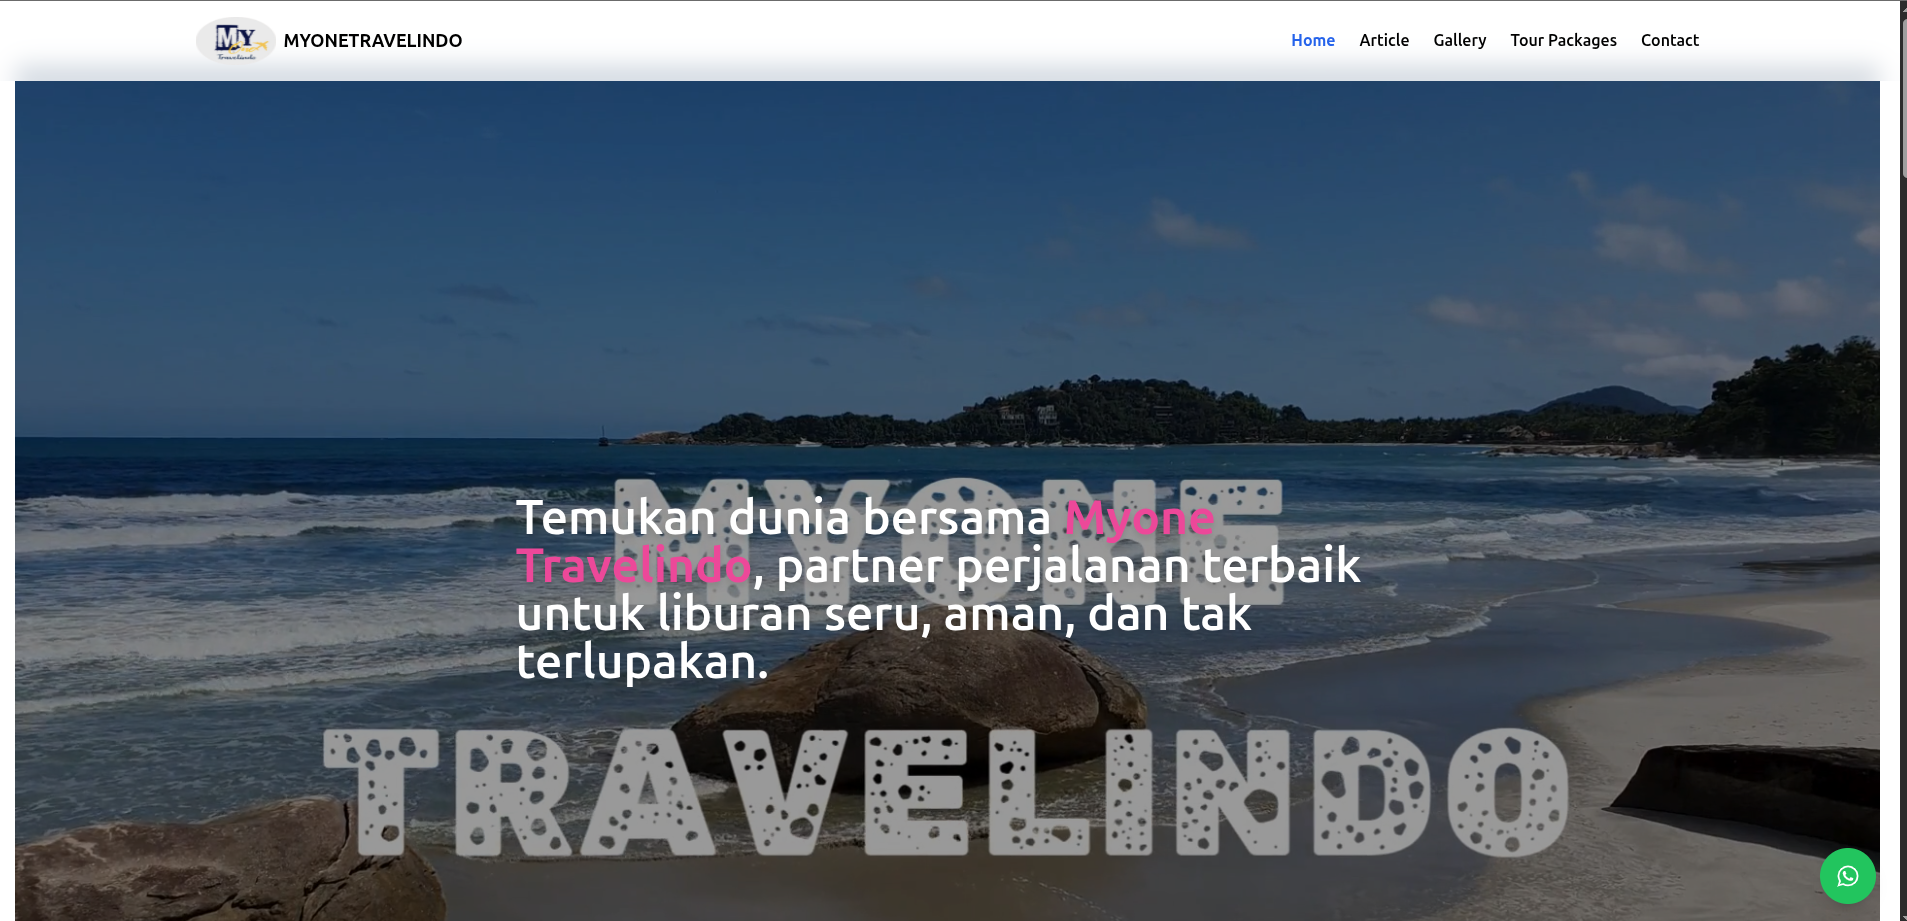 MY
Travelindo
MYONETRAVELINDO
Home
Article
Gallery
Tour Packages
Contact
MYONE
Temukan dunia bersama Myone
Travelindo, partner perjalanan terbaik
untuk liburan seru, aman, dan tak
terlupakan.
TRAVELINDO